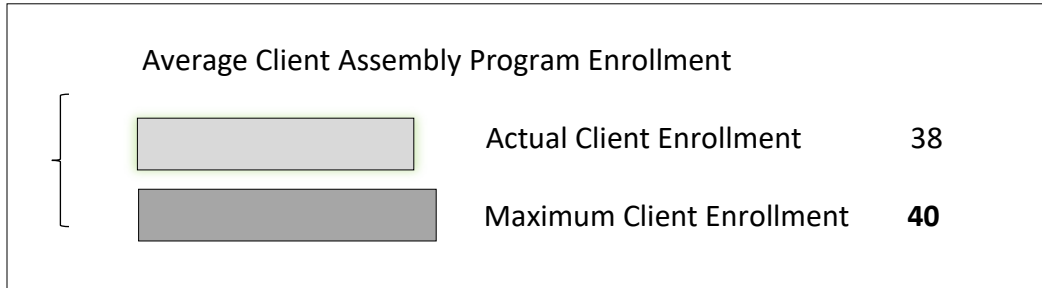 Average Client Assembly Program Enrollment
Actual Client Enrollment 38
Maximum Client Enrollment 40